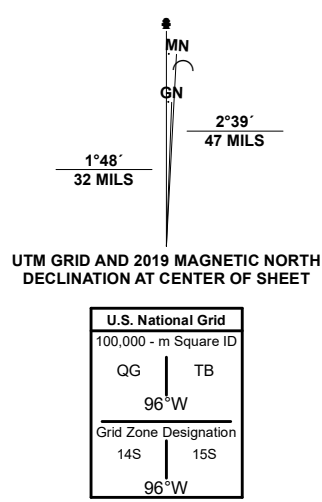 MN
GN
2°39´
47 MILS
1°48´
32 MILS
UTM GRID AND 2019 MAGNETIC NORTH
DECLINATION AT CENTER OF SHEET
U.S. National Grid
100,000 - m Square ID
QG TB
96°W
Grid Zone Designation
14S 15S
96°W